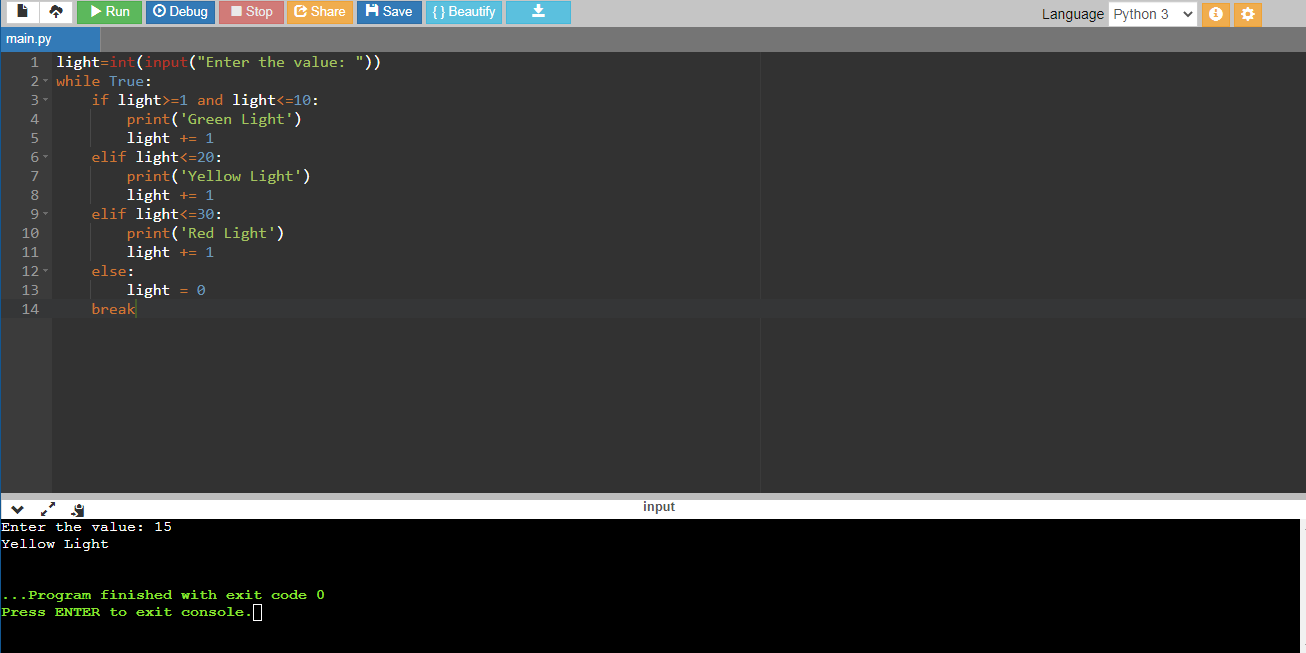 Run Debug Stop Share Save { } Beautify Language Python 3
main.py
1 light=int(input("Enter the value: "))
2 while True:
3     if light>=1 and light<=10:
4         print('Green Light')
5         light += 1
6     elif light<=20:
7         print('Yellow Light')
8         light += 1
9     elif light<=30:
10         print('Red Light')
11         light += 1
12     else:
13         light = 0
14     break
input
Enter the value: 15
Yellow Light
...Program finished with exit code 0
Press ENTER to exit console.